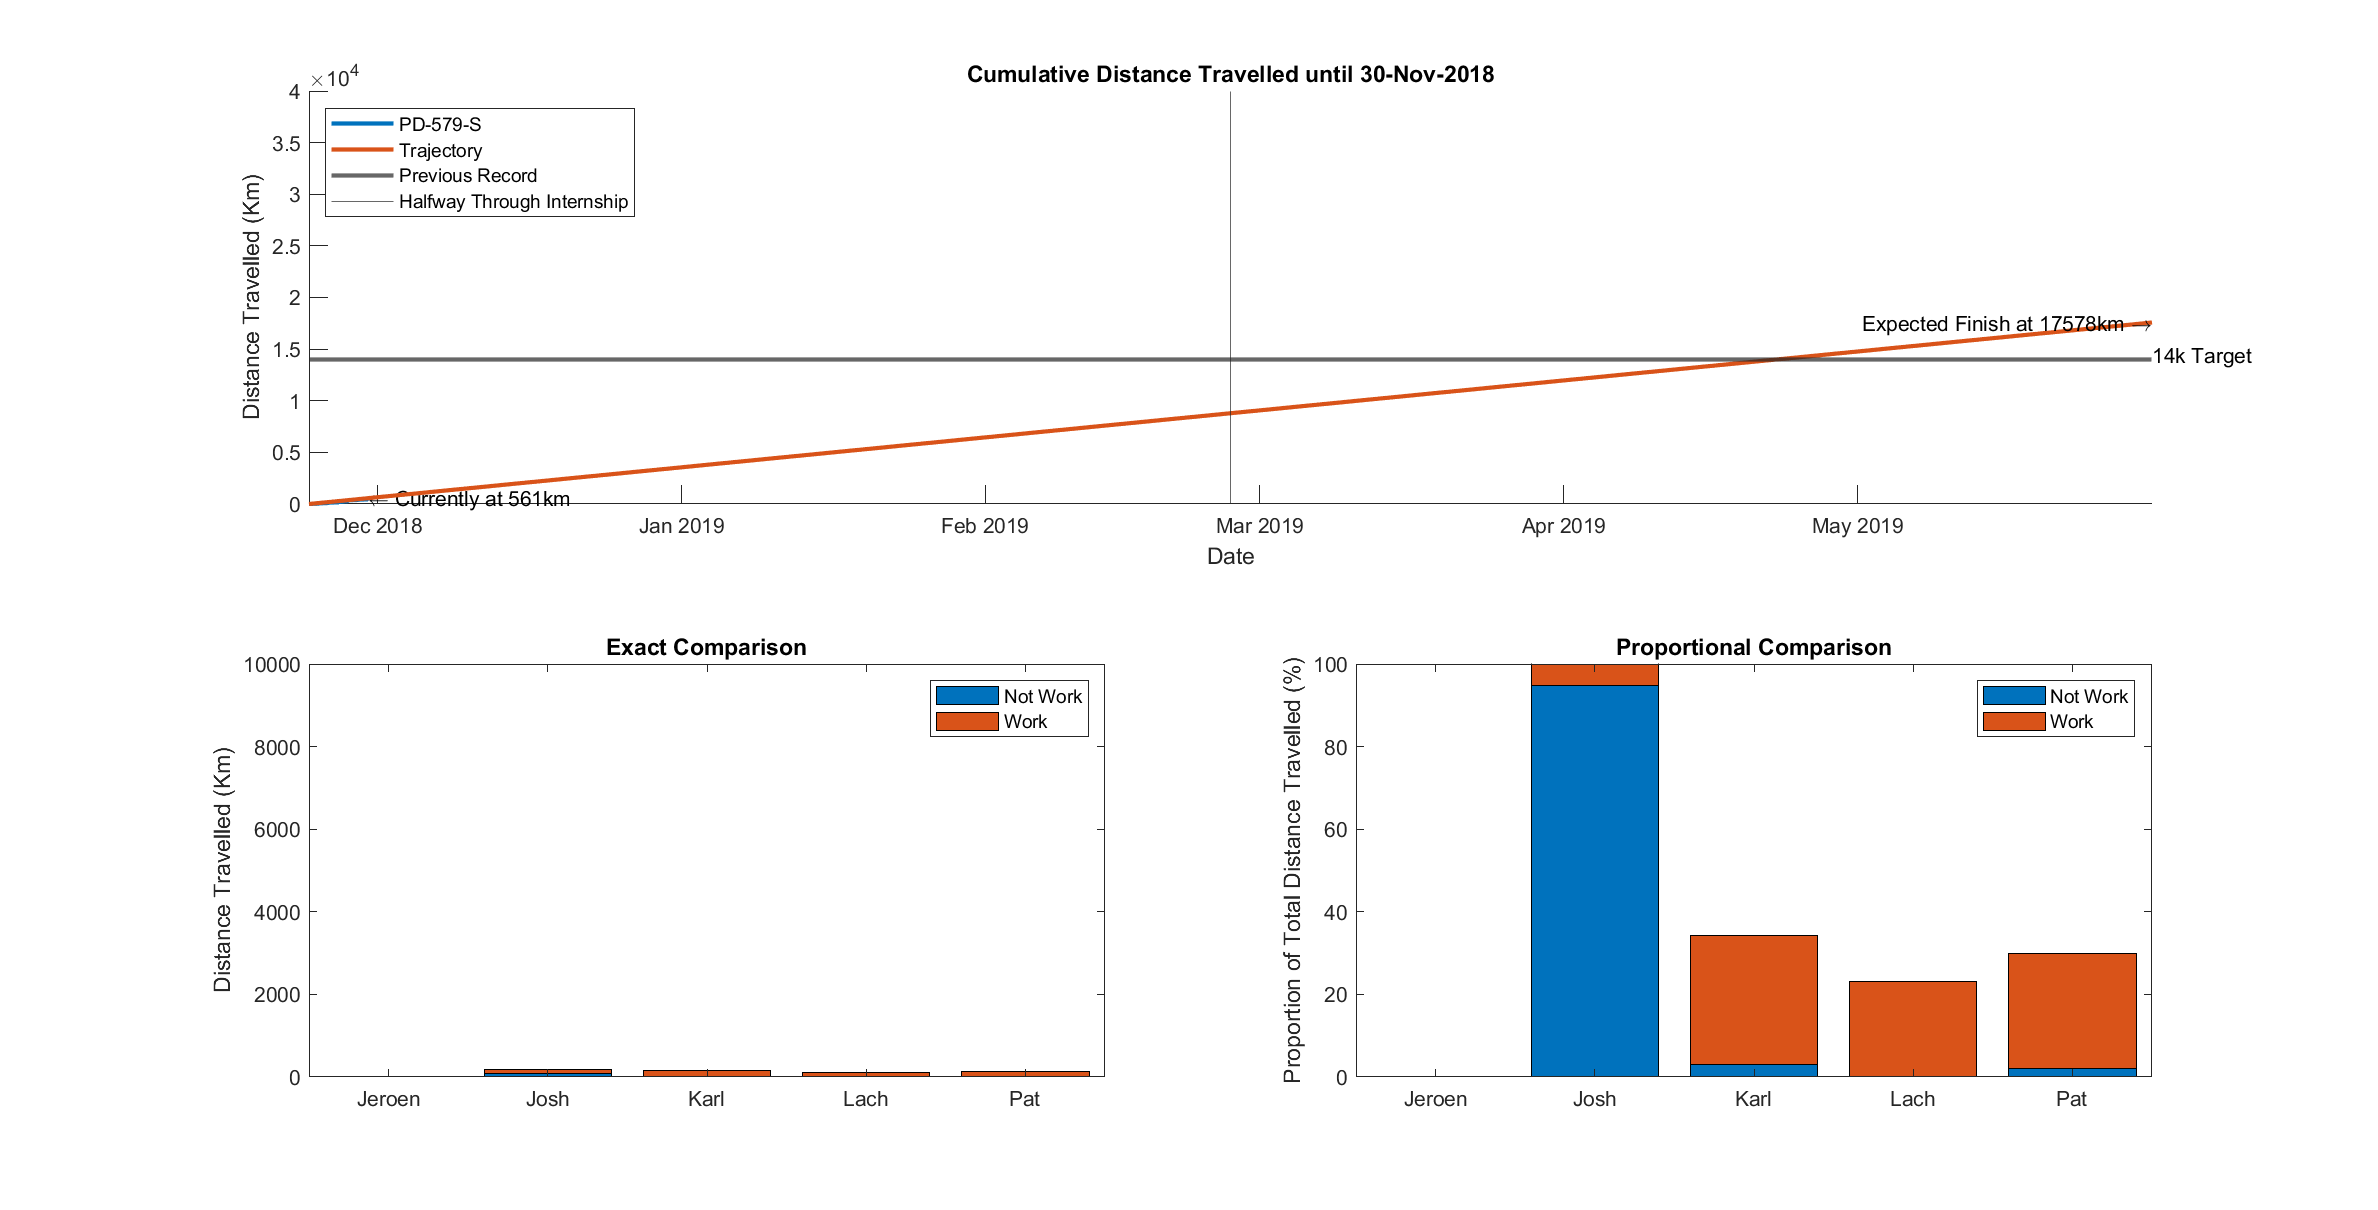 Cumulative Distance Travelled until 30-Nov-2018
×10^4
4
3.5
3
2.5
2
1.5
1
0.5
0
Distance Travelled (Km)
PD-579-S
Trajectory
Previous Record
Halfway Through Internship
Expected Finish at 17578km →
14k Target
← Currently at 561km
Dec 2018
Jan 2019
Feb 2019
Mar 2019
Apr 2019
May 2019
Date
Exact Comparison
10000
8000
6000
4000
2000
0
Distance Travelled (Km)
Not Work
Work
Jeroen
Josh
Karl
Lach
Pat
Proportional Comparison
100
80
60
40
20
0
Proportion of Total Distance Travelled (%)
Not Work
Work
Jeroen
Josh
Karl
Lach
Pat